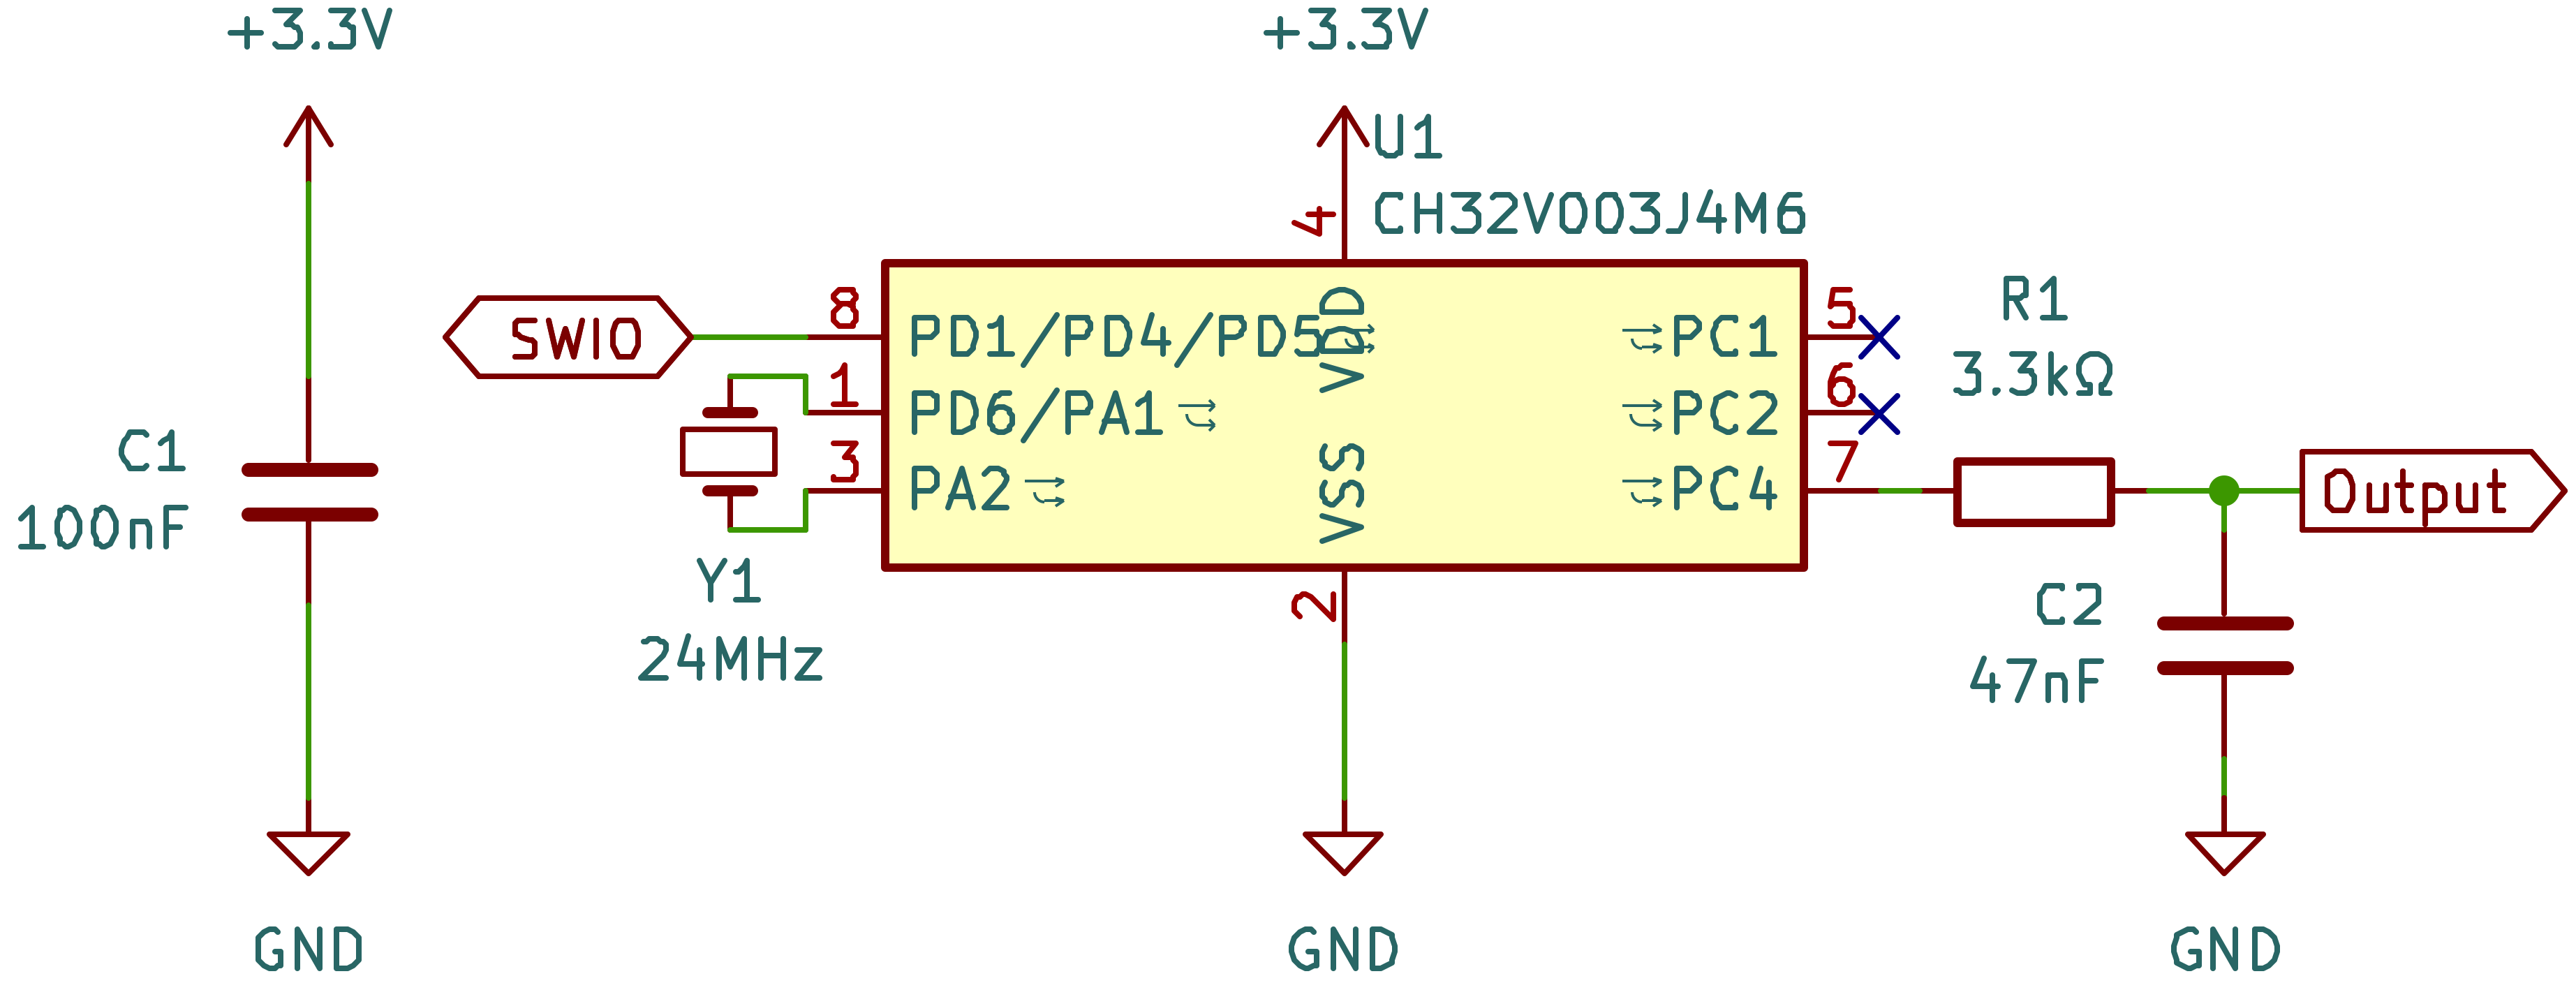 +3.3V
+3.3V
U1
CH32V003J4M6
4
SWIO
8
PD1/PD4/PD5
VDD
PC1
5
R1
3.3kΩ
1
PD6/PA1
PC2
6
C1
100nF
3
PA2
VSS
PC4
7
Output
Y1
24MHz
2
C2
47nF
GND
GND
GND